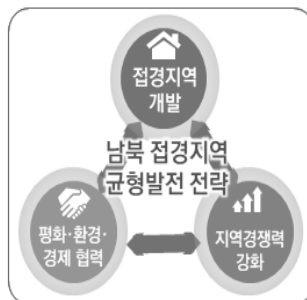 접경지역
개발
남북 접경지역
균형발전 전략
평화·환경·
경제 협력
지역경쟁력
강화